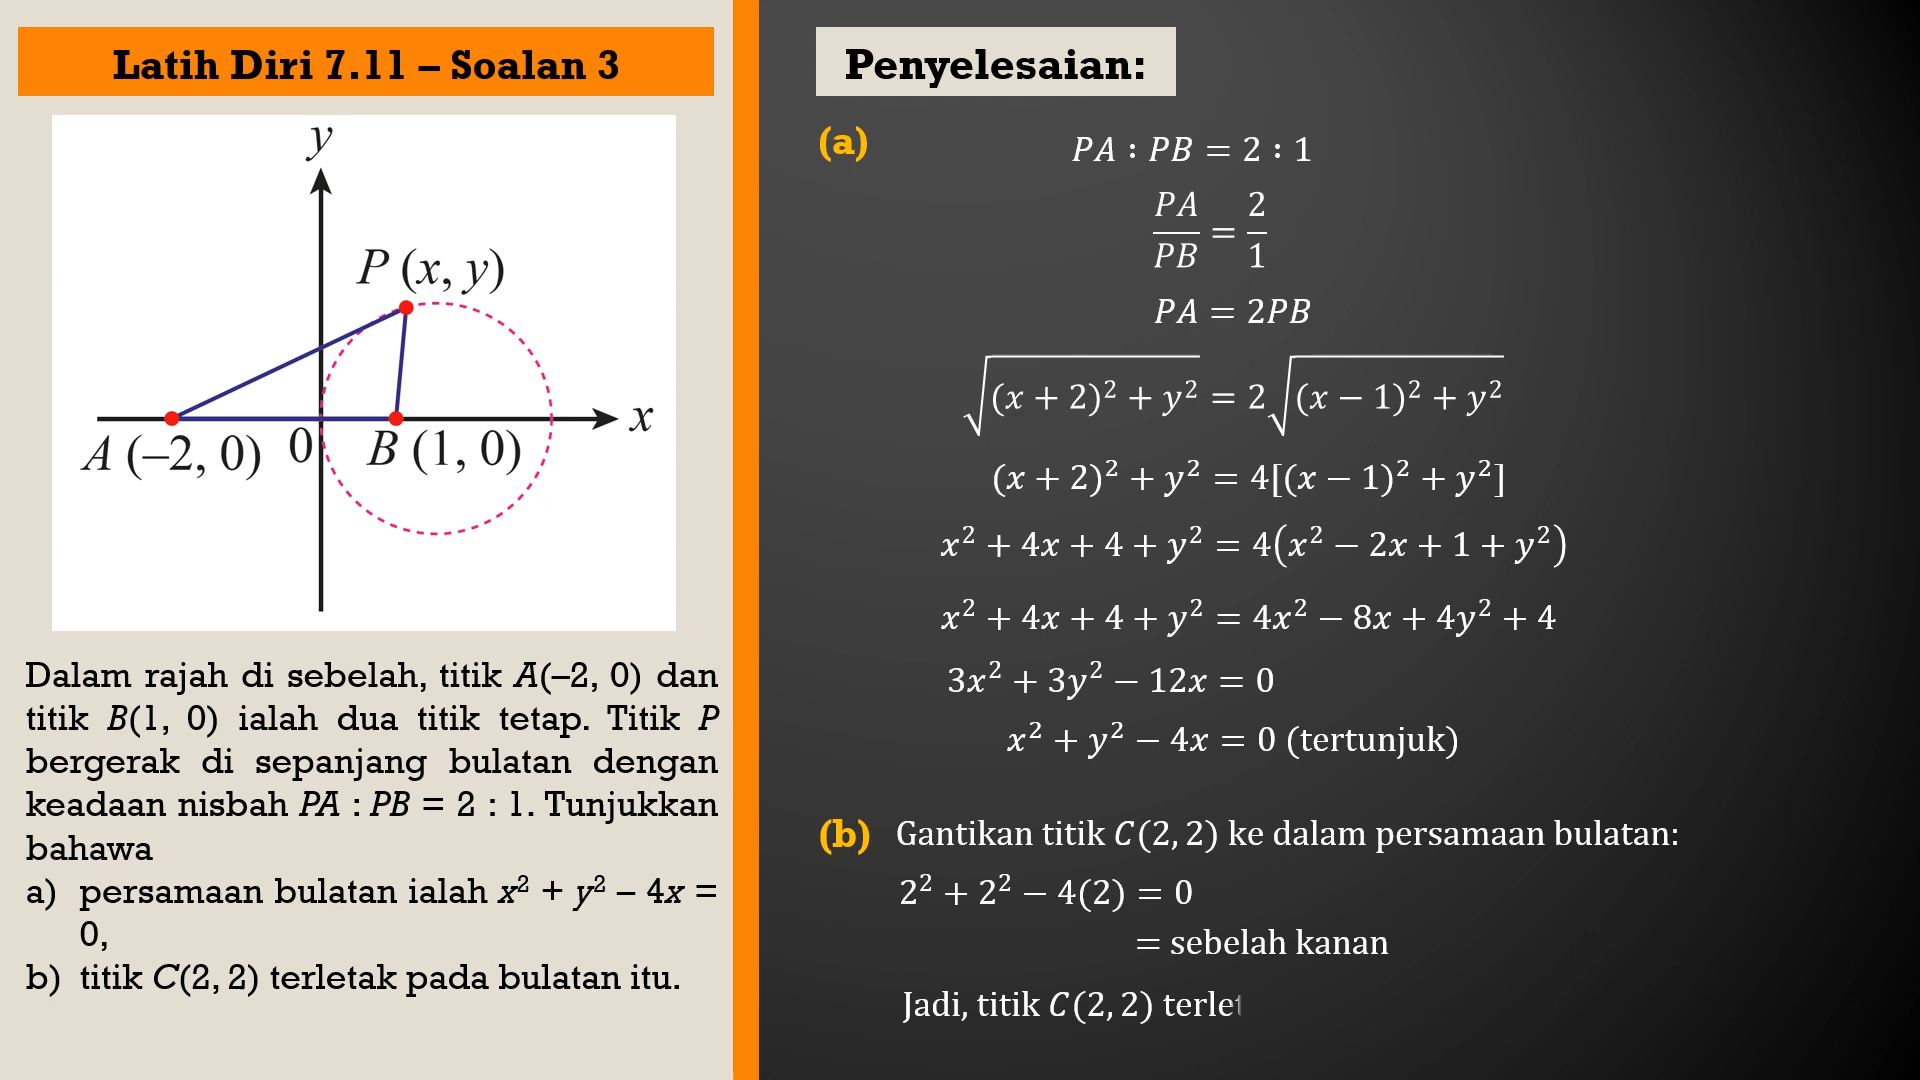 Latih Diri 7.11 – Soalan 3
y
P (x, y)
x
A (–2, 0)
0
B (1, 0)
Dalam rajah di sebelah, titik A(–2, 0) dan
titik B(1, 0) ialah dua titik tetap. Titik P
bergerak di sepanjang bulatan dengan
keadaan nisbah PA : PB = 2 : 1. Tunjukkan
bahawa
a) persamaan bulatan ialah x² + y² – 4x =
0,
b) titik C(2, 2) terletak pada bulatan itu.
Penyelesaian:
(a)
PA : PB = 2 : 1
PA/PB = 2/1
PA = 2PB
√((x + 2)² + y²) = 2√((x − 1)² + y²)
(x + 2)² + y² = 4[(x − 1)² + y²]
x² + 4x + 4 + y² = 4(x² − 2x + 1 + y²)
x² + 4x + 4 + y² = 4x² − 8x + 4y² + 4
3x² + 3y² − 12x = 0
x² + y² − 4x = 0 (tertunjuk)
(b) Gantikan titik C(2, 2) ke dalam persamaan bulatan:
2² + 2² − 4(2) = 0
= sebelah kanan
Jadi, titik C(2, 2)